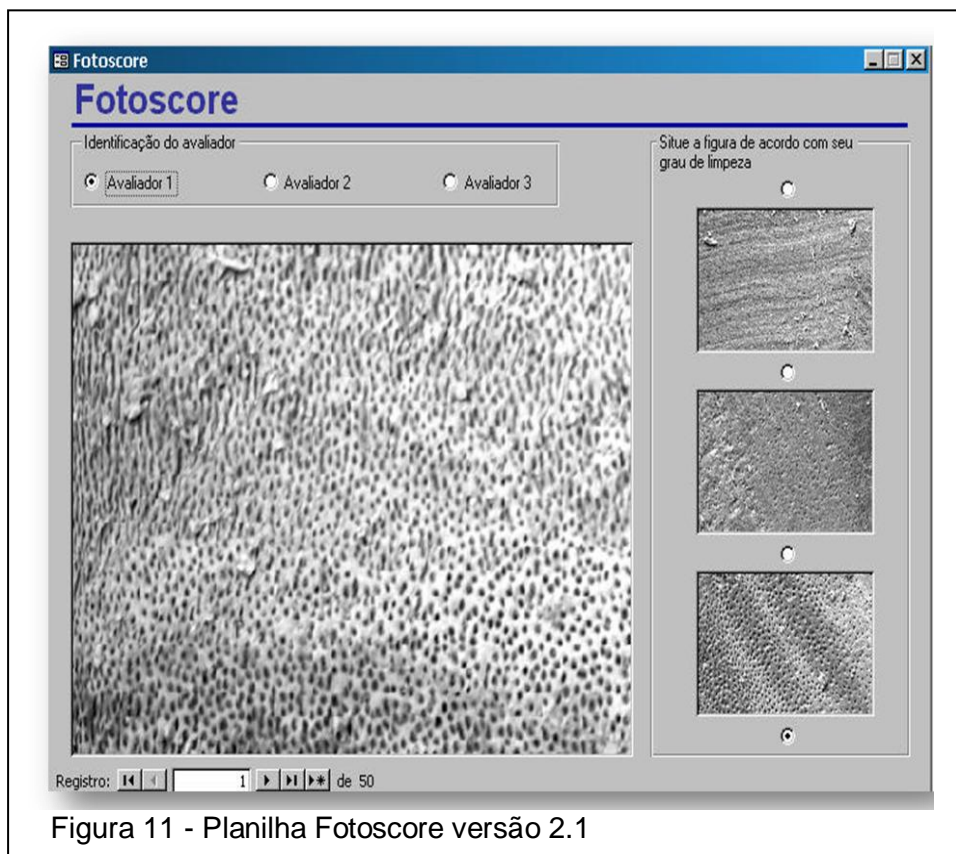 Fotoscore
Fotoscore
Identificação do avaliador
Avaliador 1 Avaliador 2 Avaliador 3
Situe a figura de acordo com seu
grau de limpeza
Registro: 1 de 50
Figura 11 - Planilha Fotoscore versão 2.1